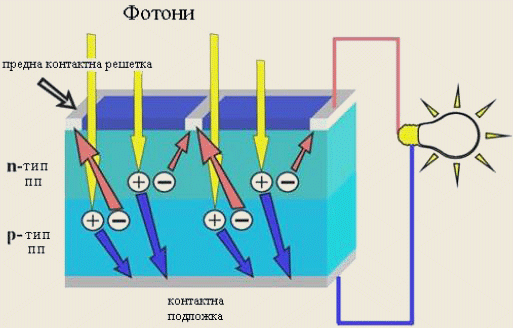 Фотони
предна контактна решетка
n-тип
пп
p-тип
пп
контактна
подложка